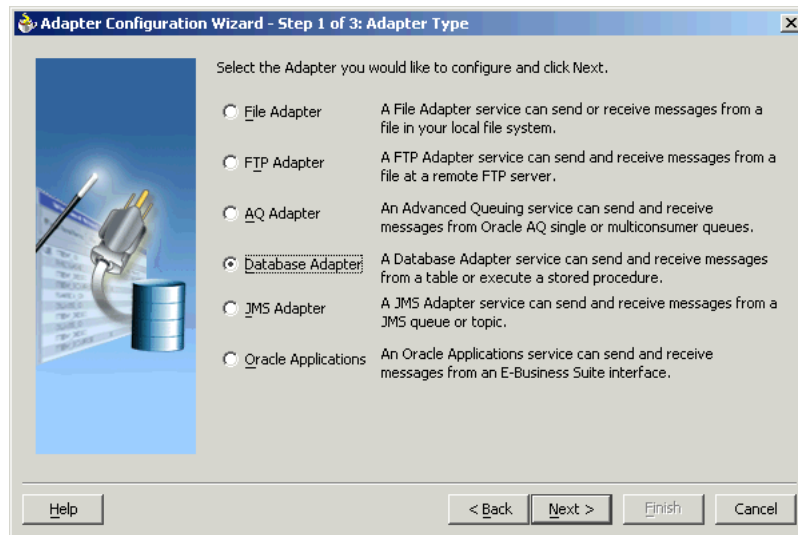 Adapter Configuration Wizard - Step 1 of 3: Adapter Type
Select the Adapter you would like to configure and click Next.
File Adapter
A File Adapter service can send or receive messages from a
file in your local file system.
FTP Adapter
A FTP Adapter service can send and receive messages from a
file at a remote FTP server.
AQ Adapter
An Advanced Queuing service can send and receive
messages from Oracle AQ single or multiconsumer queues.
Database Adapter
A Database Adapter service can send and receive messages
from a table or execute a stored procedure.
JMS Adapter
A JMS Adapter service can send and receive messages from a
JMS queue or topic.
Oracle Applications
An Oracle Applications service can send and receive
messages from an E-Business Suite interface.
Help
< Back
Next >
Finish
Cancel